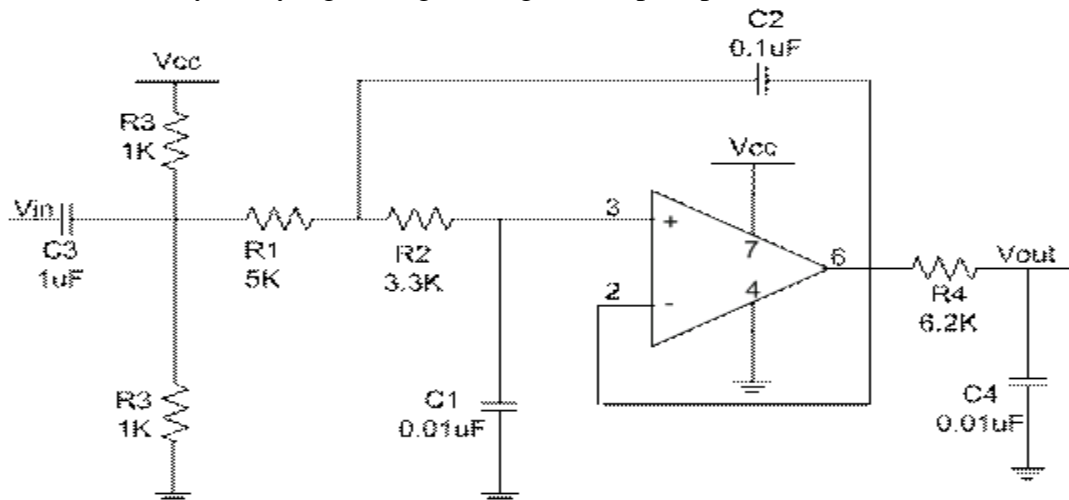 C2
0.1uF
Vcc
R3
1K
Vcc
Vin
C3
1uF
R1
5K
R2
3.3K
3
+
7
6
2
-
4
Vout
R4
6.2K
R3
1K
C1
0.01uF
C4
0.01uF